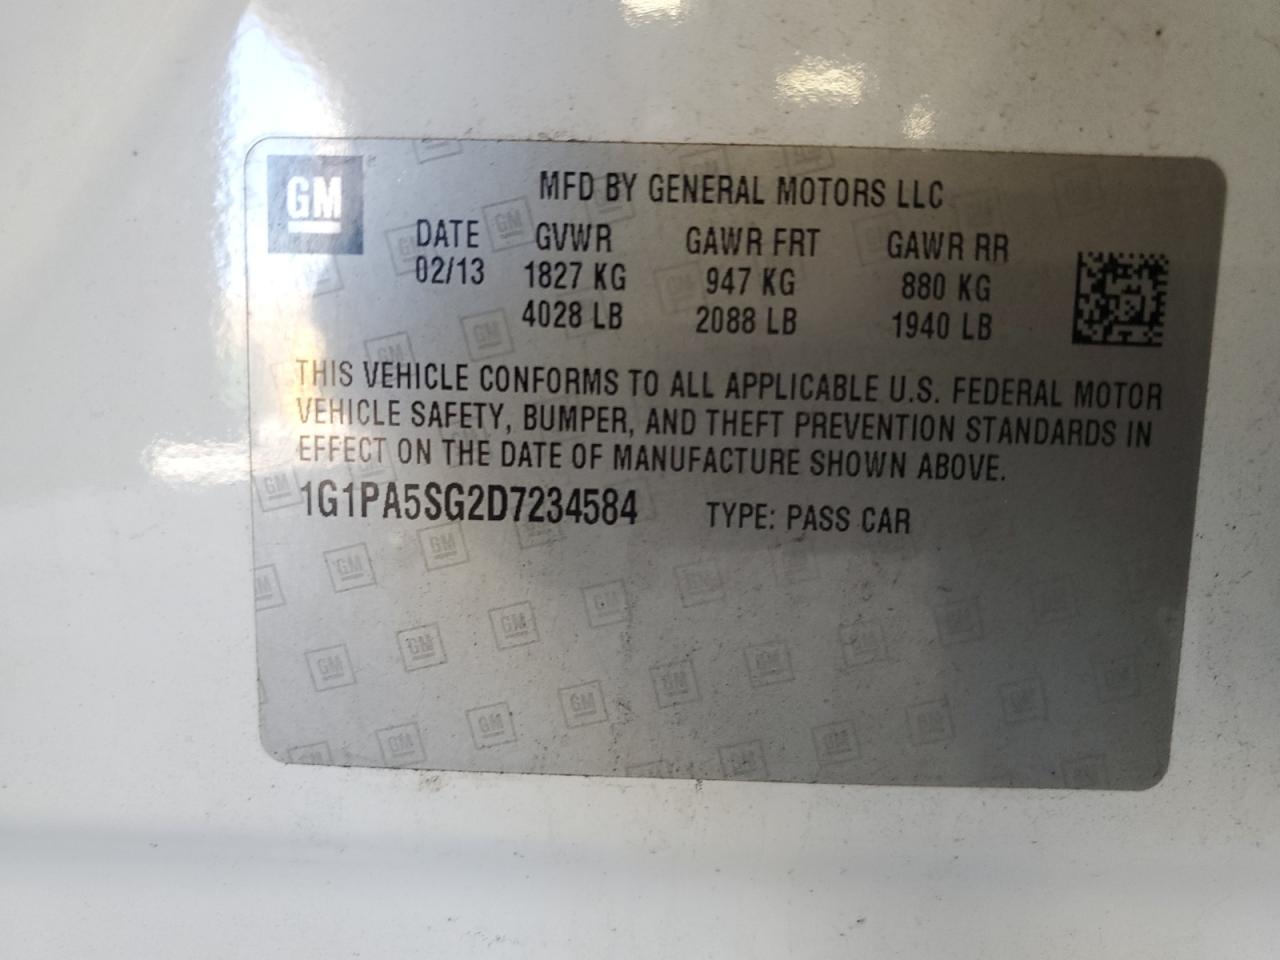 GM
MFD BY GENERAL MOTORS LLC
DATE GVWR GAWR FRT GAWR RR
02/13 1827 KG 947 KG 880 KG
4028 LB 2088 LB 1940 LB
THIS VEHICLE CONFORMS TO ALL APPLICABLE U.S. FEDERAL MOTOR
VEHICLE SAFETY, BUMPER, AND THEFT PREVENTION STANDARDS IN
EFFECT ON THE DATE OF MANUFACTURE SHOWN ABOVE.
1G1PA5SG2D7234584 TYPE: PASS CAR